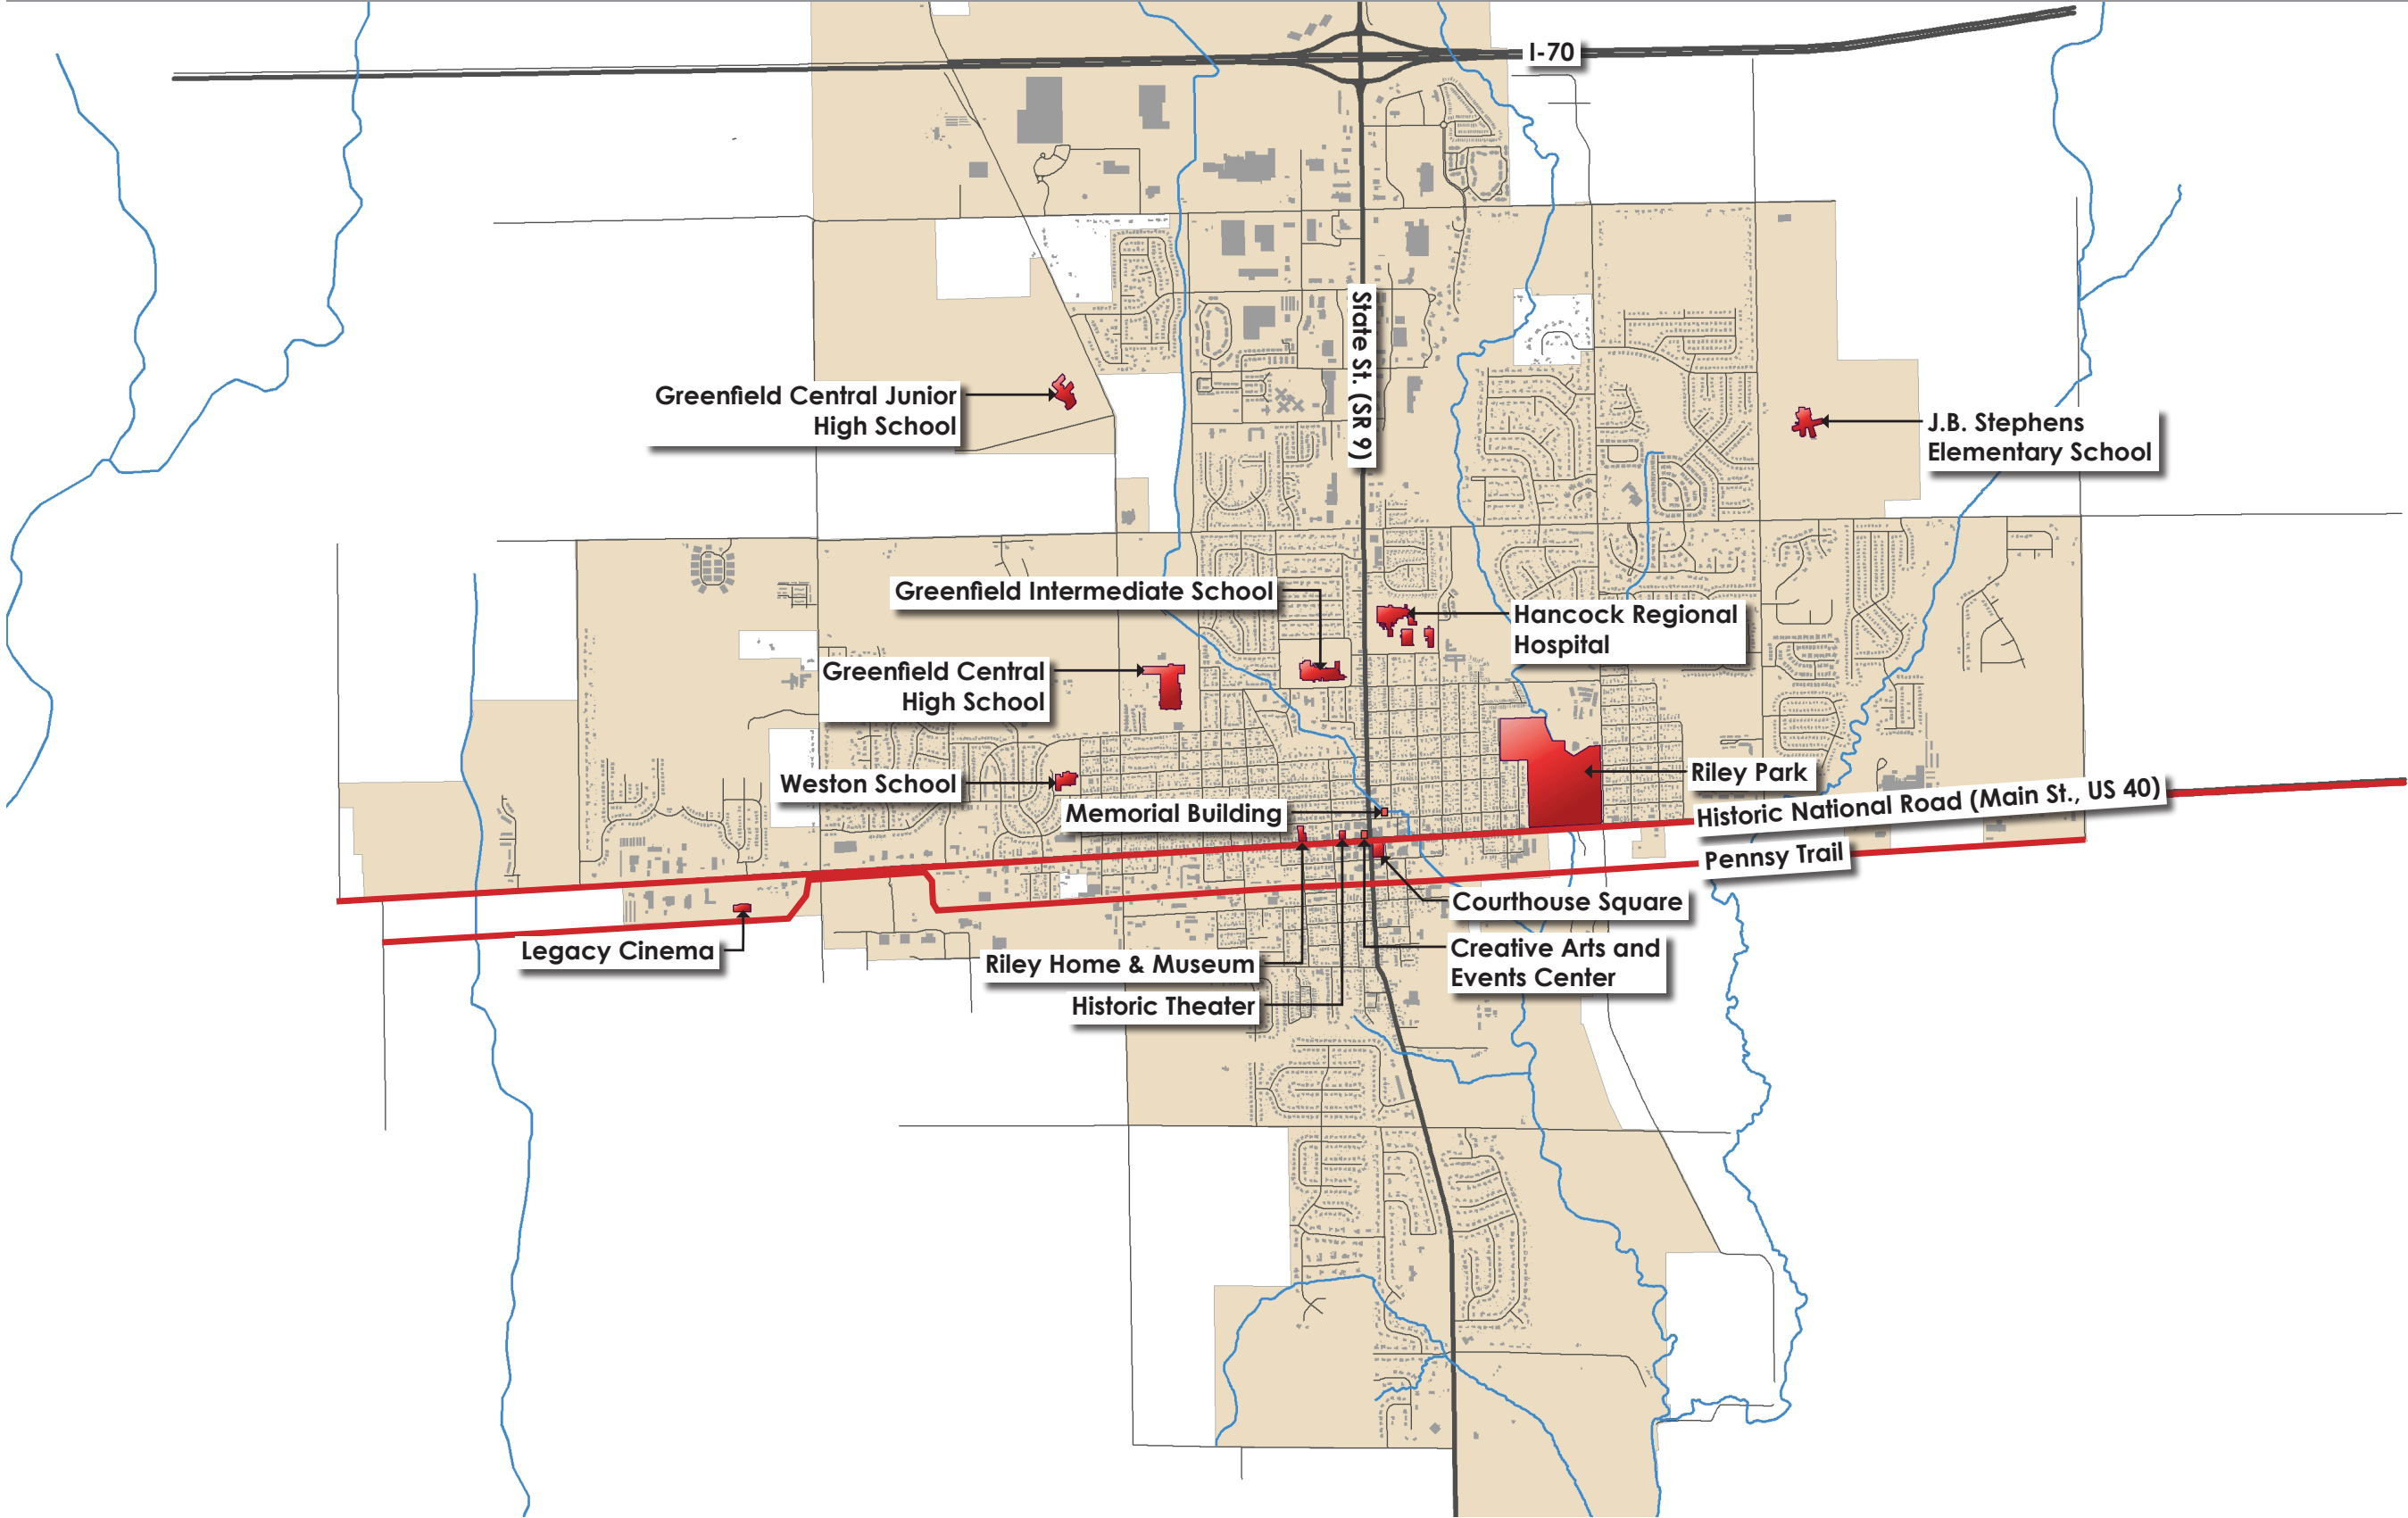 I-70
State St. (SR 9)
Greenfield Central Junior
High School
J.B. Stephens
Elementary School
Greenfield Intermediate School
Hancock Regional
Hospital
Greenfield Central
High School
Weston School
Riley Park
Memorial Building
Historic National Road (Main St., US 40)
Pennsy Trail
Courthouse Square
Legacy Cinema
Creative Arts and
Events Center
Riley Home & Museum
Historic Theater